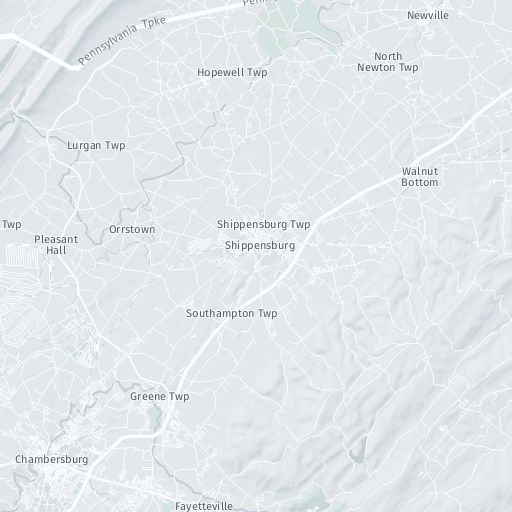 Penn
Newville
Pennsylvania Tpke
North
Newton Twp
Hopewell Twp
Lurgan Twp
Walnut
Bottom
Twp
Shippensburg Twp
Orrstown
Pleasant
Hall
Shippensburg
Southampton Twp
Greene Twp
Chambersburg
Fayetteville